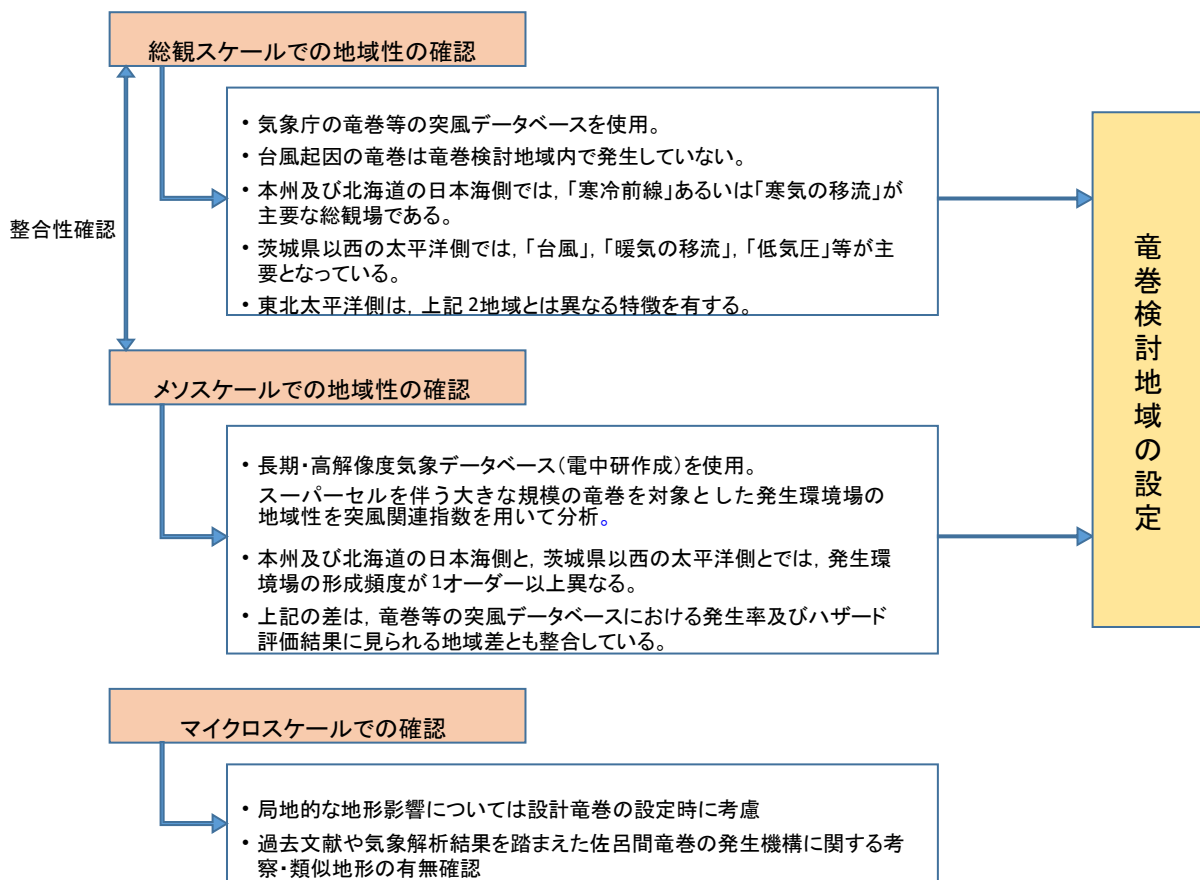 総観スケールでの地域性の確認
・気象庁の竜巻等の突風データベースを使用。
・台風起因の竜巻は竜巻検討地域内で発生していない。
・本州及び北海道の日本海側では，「寒冷前線」あるいは「寒気の移流」が
主要な総観場である。
・茨城県以西の太平洋側では，「台風」，「暖気の移流」，「低気圧」等が主
要となっている。
・東北太平洋側は，上記2地域とは異なる特徴を有する。
整合性確認
メソスケールでの地域性の確認
・長期・高解像度気象データベース（電中研作成）を使用。
スーパーセルを伴う大きな規模の竜巻を対象とした発生環境場の
地域性を突風関連指数を用いて分析。
・本州及び北海道の日本海側と，茨城県以西の太平洋側とでは，発生環
境場の形成頻度が1オーダー以上異なる。
・上記の差は，竜巻等の突風データベースにおける発生率及びハザード
評価結果に見られる地域差とも整合している。
マイクロスケールでの確認
・局地的な地形影響については設計竜巻の設定時に考慮
・過去文献や気象解析結果を踏まえた佐呂間竜巻の発生機構に関する考
察・類似地形の有無確認
竜巻検討地域の設定